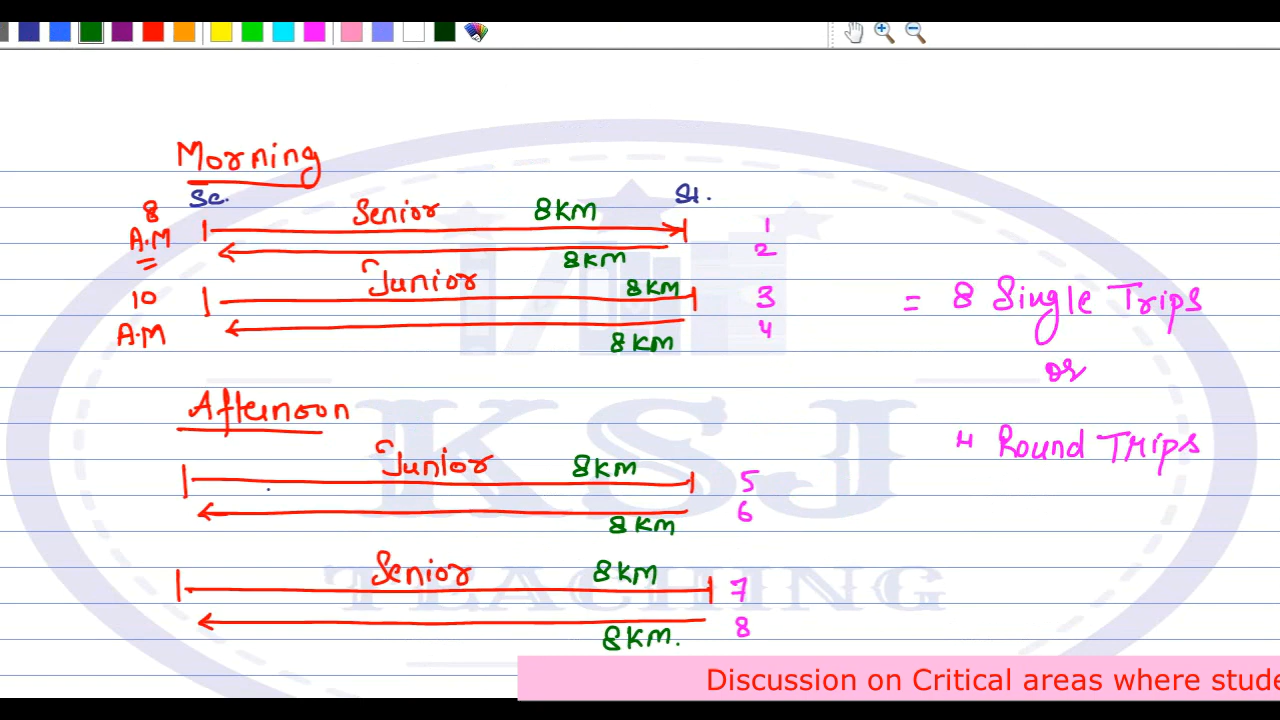 Morning
Sc. St.
8 A.M Senior 8KM 1
8KM 2
10 A.M Junior 8KM 3
8KM 4
= 8 Single Trips
or
4 Round Trips
Afternoon
Junior 8KM 5
8KM 6
Senior 8KM 7
8KM. 8
KSJ
TEACHING
Discussion on Critical areas where stude